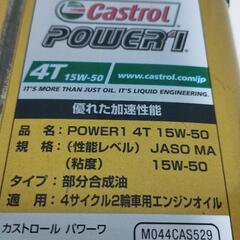 Castrol
POWER1
4T 15W-50
www.castrol.com/jp
IT'S MORE THAN JUST OIL. IT'S LIQUID ENGINEERING.
優れた加速性能
品名:POWER1 4T 15W-50
規格:(性能レベル) JASO MA
(粘度) 15W-50
タイプ:部分合成油
適用:4サイクル2輪車用エンジンオイル
カストロール パワーワ
M044CAS529